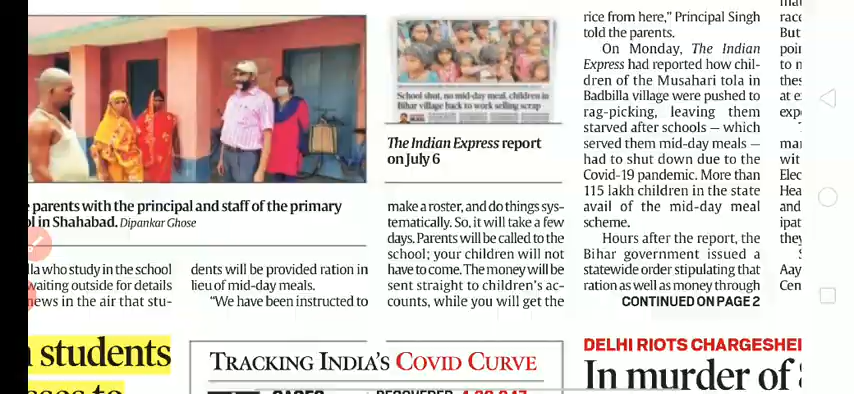 parents with the principal and staff of the primary
in Shahabad. Dipankar Ghose
who study in the school
waiting outside for details
news in the air that stu-
dents will be provided ration in
lieu of mid-day meals.
"We have been instructed to
School shut, no mid-day meal, children in
Bihar village back to work selling scrap
The Indian Express report
on July 6
make a roster, and do things sys-
tematically. So, it will take a few
days. Parents will be called to the
school; your children will not
have to come. The money will be
sent straight to children's ac-
counts, while you will get the
rice from here," Principal Singh
told the parents.
On Monday, The Indian
Express had reported how chil-
dren of the Musahari tola in
Badbilla village were pushed to
rag-picking, leaving them
starved after schools — which
served them mid-day meals —
had to shut down due to the
Covid-19 pandemic. More than
115 lakh children in the state
avail of the mid-day meal
scheme.
Hours after the report, the
Bihar government issued a
statewide order stipulating that
ration as well as money through
CONTINUED ON PAGE 2
race
But
to
at
and
they
Aay
Cen
students
TRACKING INDIA'S COVID CURVE
DELHI RIOTS CHARGESHE
In murder of